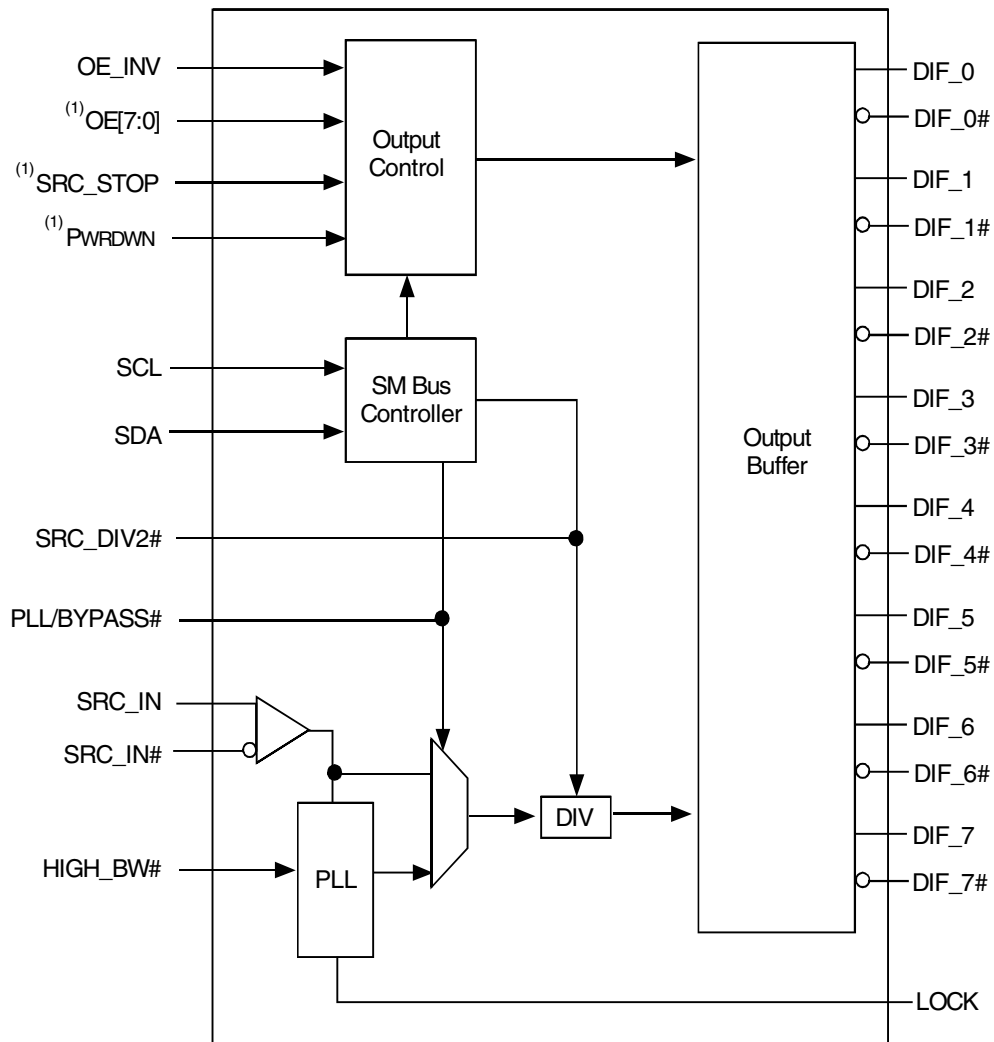 OE_INV
(1)OE[7:0]
(1)SRC_STOP
(1)PWRDWN
Output
Control
SCL
SDA
SM Bus
Controller
SRC_DIV2#
PLL/BYPASS#
SRC_IN
SRC_IN#
HIGH_BW#
PLL
DIV
Output
Buffer
DIF_0
DIF_0#
DIF_1
DIF_1#
DIF_2
DIF_2#
DIF_3
DIF_3#
DIF_4
DIF_4#
DIF_5
DIF_5#
DIF_6
DIF_6#
DIF_7
DIF_7#
LOCK